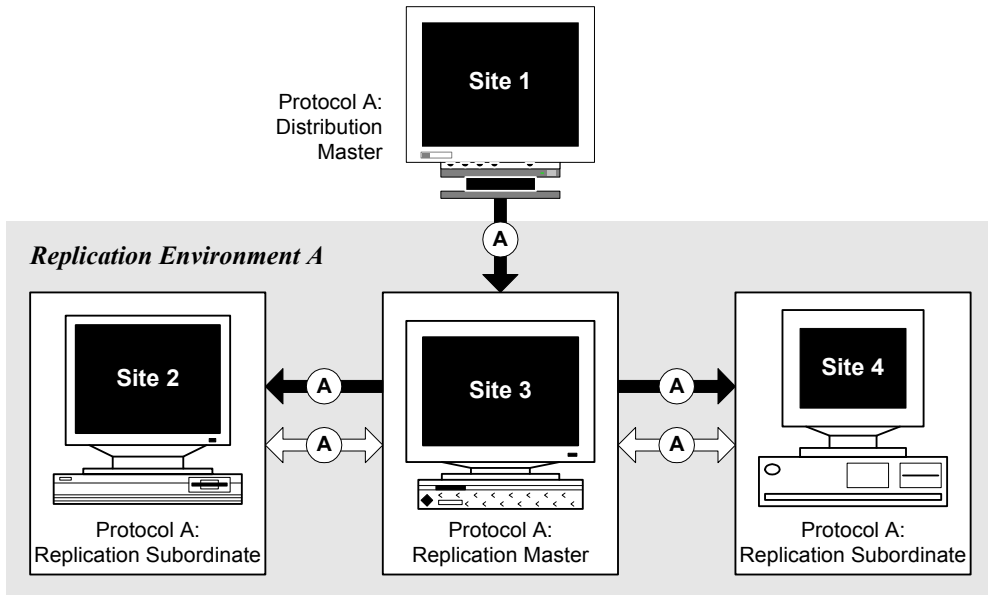 Site 1
Protocol A:
Distribution
Master
A
Replication Environment A
Site 2
A
A
Protocol A:
Replication Subordinate
Site 3
Protocol A:
Replication Master
A
A
Site 4
Protocol A:
Replication Subordinate